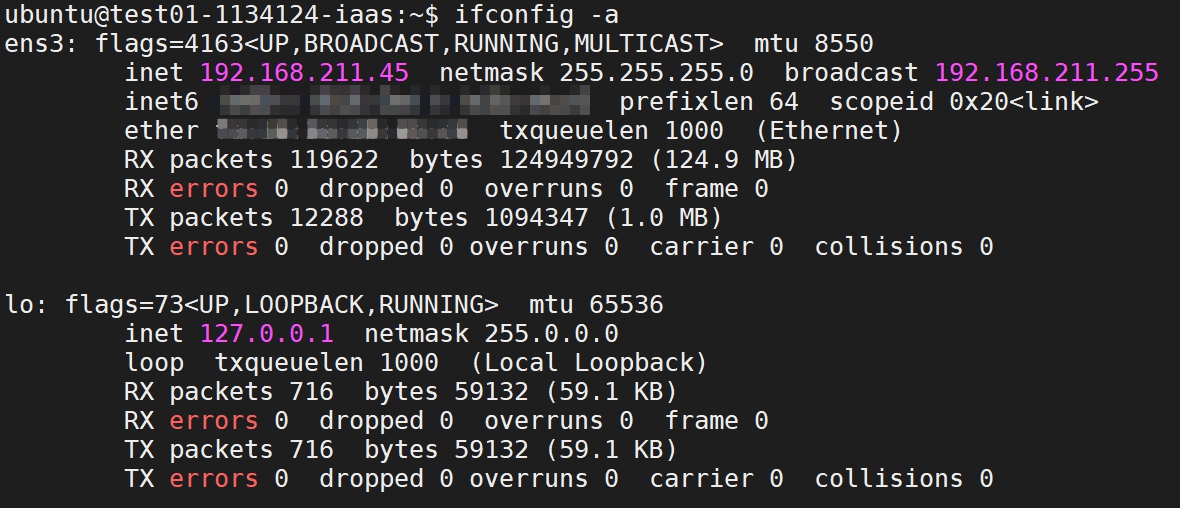 ubuntu@test01-1134124-iaas:~$ ifconfig -a
ens3: flags=4163<UP,BROADCAST,RUNNING,MULTICAST>  mtu 8550
        inet 192.168.211.45  netmask 255.255.255.0  broadcast 192.168.211.255
        inet6  prefixlen 64  scopeid 0x20<link>
        ether  txqueuelen 1000  (Ethernet)
        RX packets 119622  bytes 124949792 (124.9 MB)
        RX errors 0  dropped 0  overruns 0  frame 0
        TX packets 12288  bytes 1094347 (1.0 MB)
        TX errors 0  dropped 0 overruns 0  carrier 0  collisions 0

lo: flags=73<UP,LOOPBACK,RUNNING>  mtu 65536
        inet 127.0.0.1  netmask 255.0.0.0
        loop  txqueuelen 1000  (Local Loopback)
        RX packets 716  bytes 59132 (59.1 KB)
        RX errors 0  dropped 0  overruns 0  frame 0
        TX packets 716  bytes 59132 (59.1 KB)
        TX errors 0  dropped 0 overruns 0  carrier 0  collisions 0